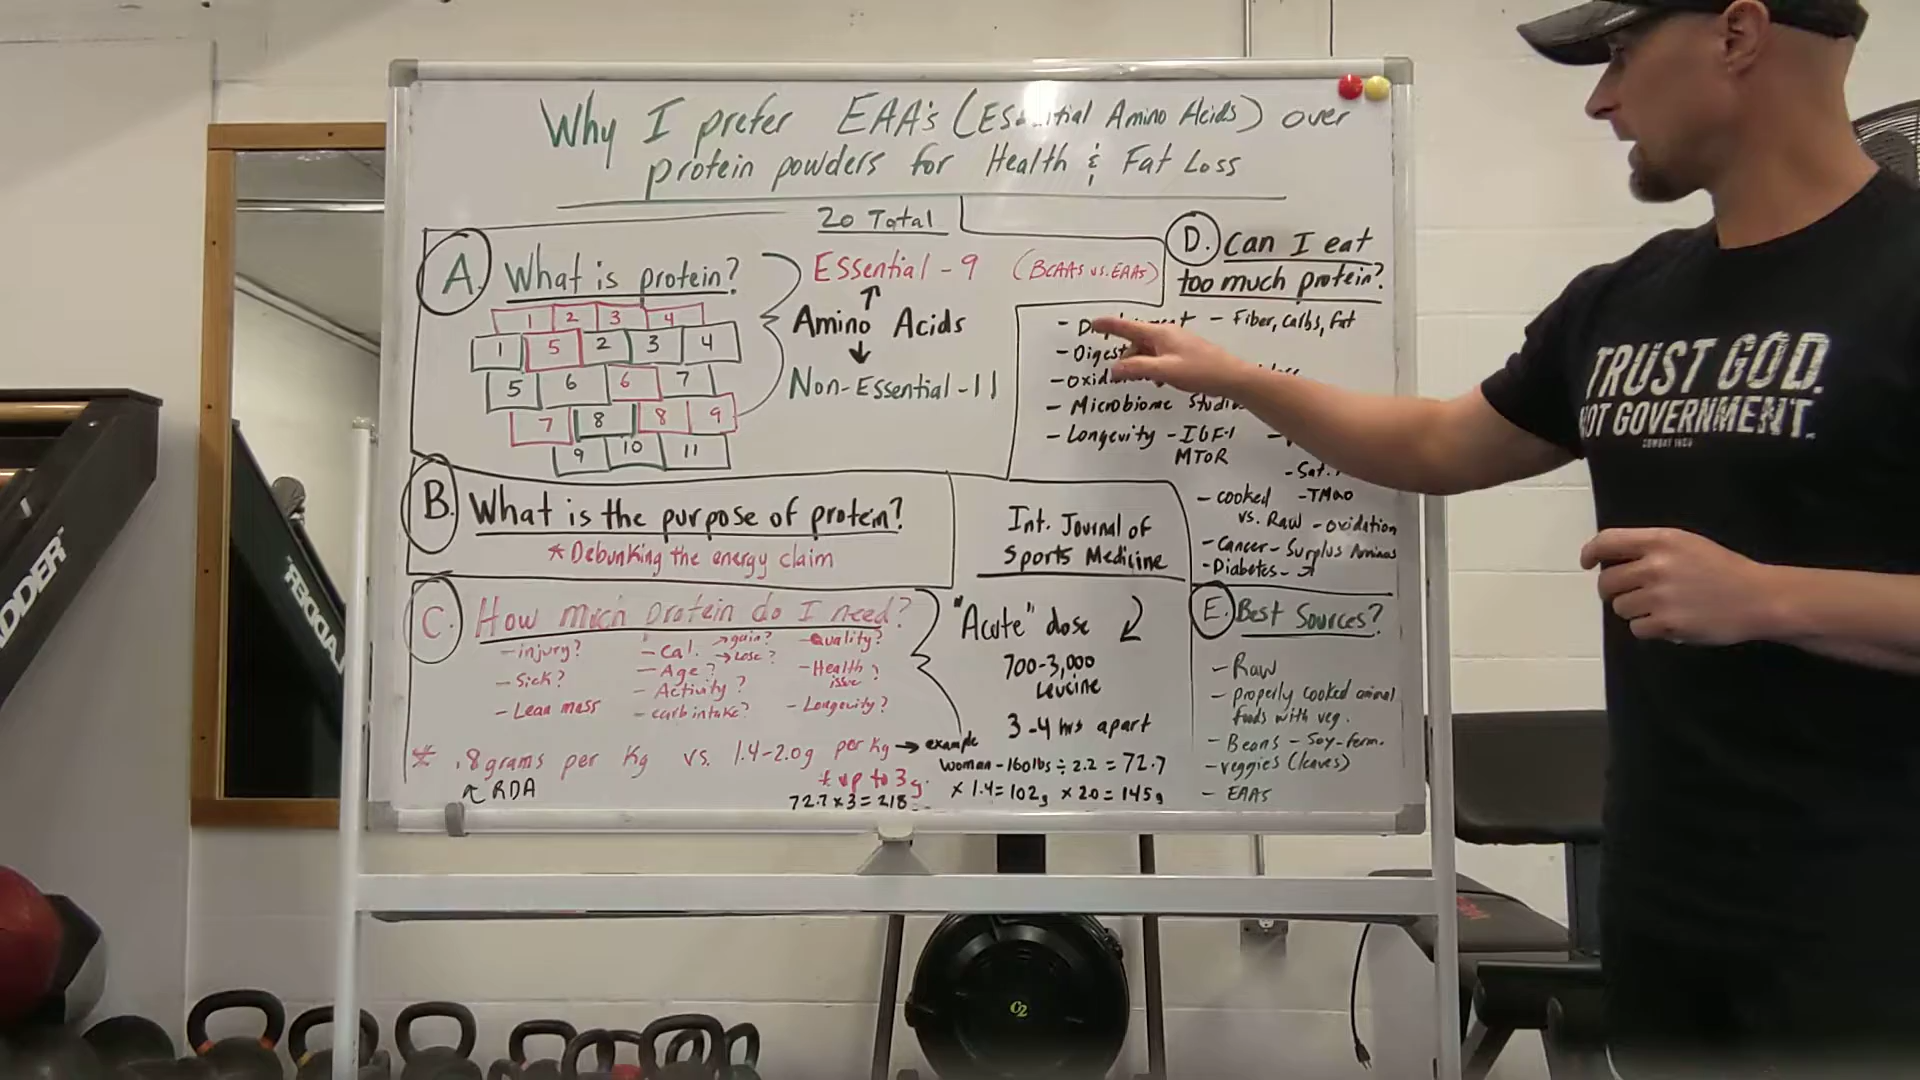 Why I prefer EAA's (Essential Amino Acids) over
protein powders for Health & Fat Loss
20 Total
A. What is protein?
1 2 3 4
1 5 2 3 4
5 6 6 7
7 8 8 9
9 10 11
Essential - 9 (BCAAs vs. EAAs)
Amino Acids
Non-Essential - 11
B. What is the purpose of protein?
* Debunking the energy claim
C. How much protein do I need?
- injury?
- Sick?
- Lean mass
- Cal. → gain?
→ Lose?
- Age?
- Activity?
- carb intake?
- Quality?
- Health
issue?
- Longevity?
* .8 grams per Kg vs. 1.4-2.0g per Kg → example
RDA
* up to 3g.
72.7 x 3 = 218
Int. Journal of
Sports Medicine
"Acute" dose
700-3,000
Leucine
3-4 hrs apart
Woman - 160 lbs ÷ 2.2 = 72.7
x 1.4 = 102g x 20 = 145g
D. Can I eat
too much protein?
- Fiber, Carbs, Fat
- Digest
- Microbiome
- Longevity - IGF-1
MTOR
- Sat.
- cooked - TMAO
vs. Raw - oxidation
- Cancer - Surplus Aminos
- Diabetes -
E. Best Sources?
- Raw
- properly cooked animal
foods with veg.
- Beans - Soy-ferm.
- veggies (leaves)
- EAAs
TRUST GOD.
NOT GOVERNMENT.
ADDER
C2